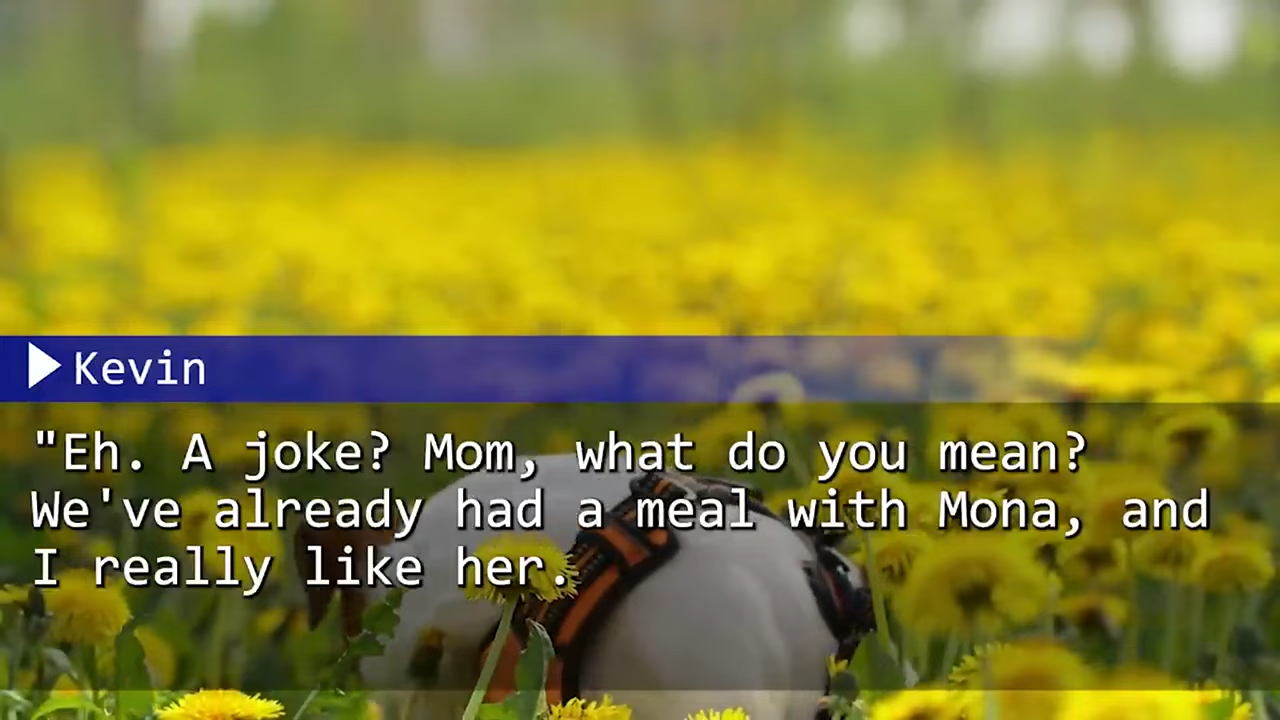 Kevin
"Eh. A joke? Mom, what do you mean?
We've already had a meal with Mona, and
I really like her.